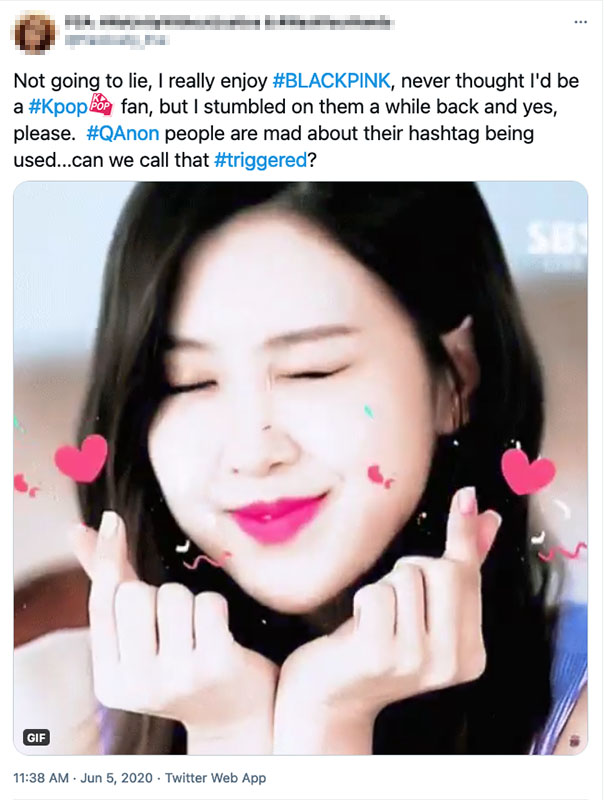 Not going to lie, I really enjoy #BLACKPINK, never thought I'd be
a #Kpop KPOP fan, but I stumbled on them a while back and yes,
please. #QAnon people are mad about their hashtag being
used...can we call that #triggered?
SBS
GIF
11:38 AM · Jun 5, 2020 · Twitter Web App